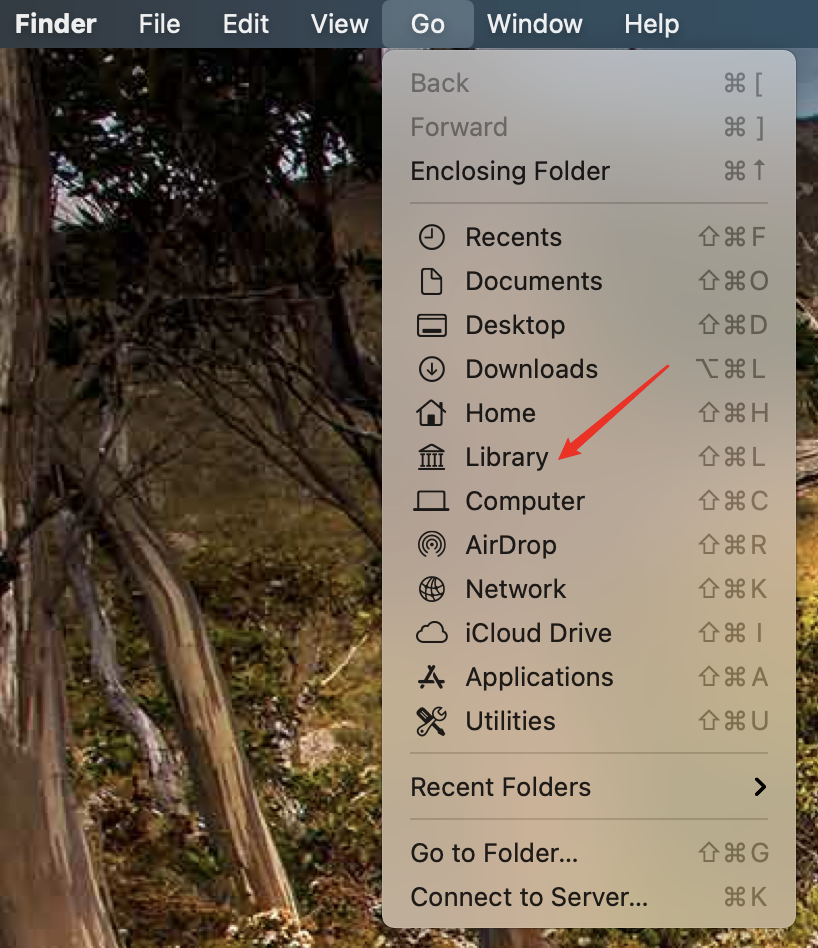 Finder File Edit View Go Window Help
Back ⌘ [
Forward ⌘ ]
Enclosing Folder ⌘ ↑
Recents ⇧ ⌘ F
Documents ⇧ ⌘ O
Desktop ⇧ ⌘ D
Downloads ⌥ ⌘ L
Home ⇧ ⌘ H
Library ⇧ ⌘ L
Computer ⇧ ⌘ C
AirDrop ⇧ ⌘ R
Network ⇧ ⌘ K
iCloud Drive ⇧ ⌘ I
Applications ⇧ ⌘ A
Utilities ⇧ ⌘ U
Recent Folders
Go to Folder... ⇧ ⌘ G
Connect to Server... ⌘ K